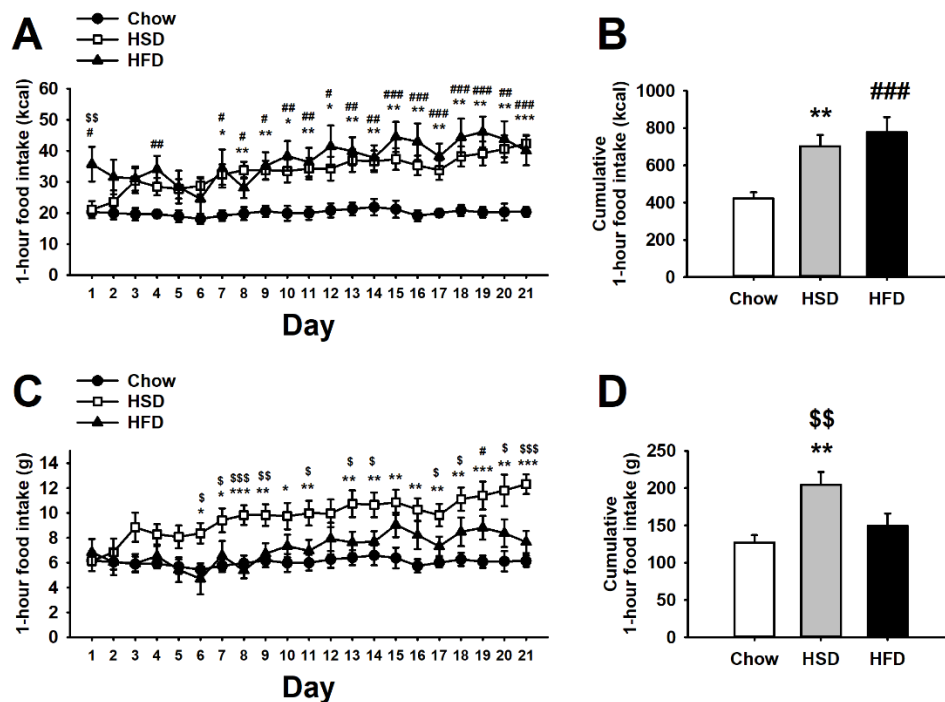 A
Chow
HSD
HFD
1-hour food intake (kcal)
60
50
40
30
20
10
0
$$ # ## # # # ## ## # ## ## ### ### ### ### ### ## ###
* ** ** * ** * ** ** ** ** ** ** ** ** ***
1 2 3 4 5 6 7 8 9 10 11 12 13 14 15 16 17 18 19 20 21
Day
B
Cumulative
1-hour food intake (kcal)
1000
800
600
400
200
0
** ###
Chow HSD HFD
C
Chow
HSD
HFD
1-hour food intake (g)
14
12
10
8
6
4
2
0
$ $ $$$ $$ $ $ $ $ $ # $ $$$
* * *** ** * ** ** ** ** ** ** ** *** ** ***
1 2 3 4 5 6 7 8 9 10 11 12 13 14 15 16 17 18 19 20 21
Day
D
Cumulative
1-hour food intake (g)
250
200
150
100
50
0
$$
**
Chow HSD HFD